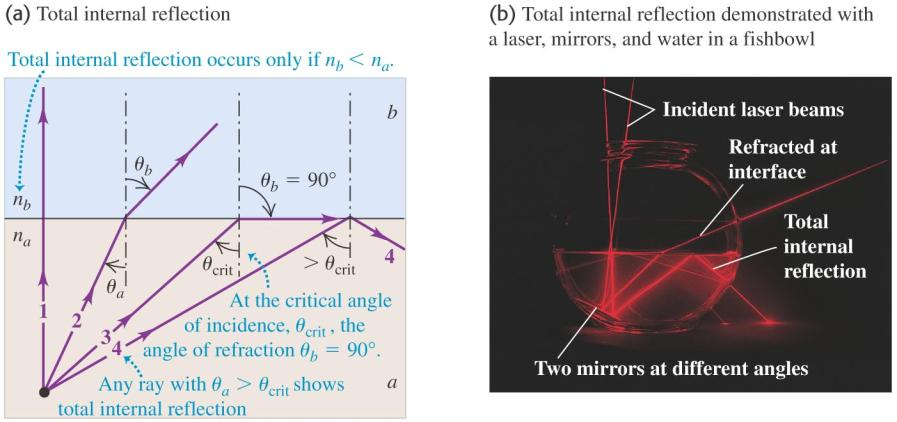 (a) Total internal reflection
Total internal reflection occurs only if n_b < n_a.
b
θ_b
θ_b = 90°
n_b
n_a
θ_a
θ_crit
> θ_crit
4
1
2
3
4
At the critical angle
of incidence, θ_crit, the
angle of refraction θ_b = 90°.
Any ray with θ_a > θ_crit shows
total internal reflection
a
(b) Total internal reflection demonstrated with
a laser, mirrors, and water in a fishbowl
Incident laser beams
Refracted at
interface
Total
internal
reflection
Two mirrors at different angles